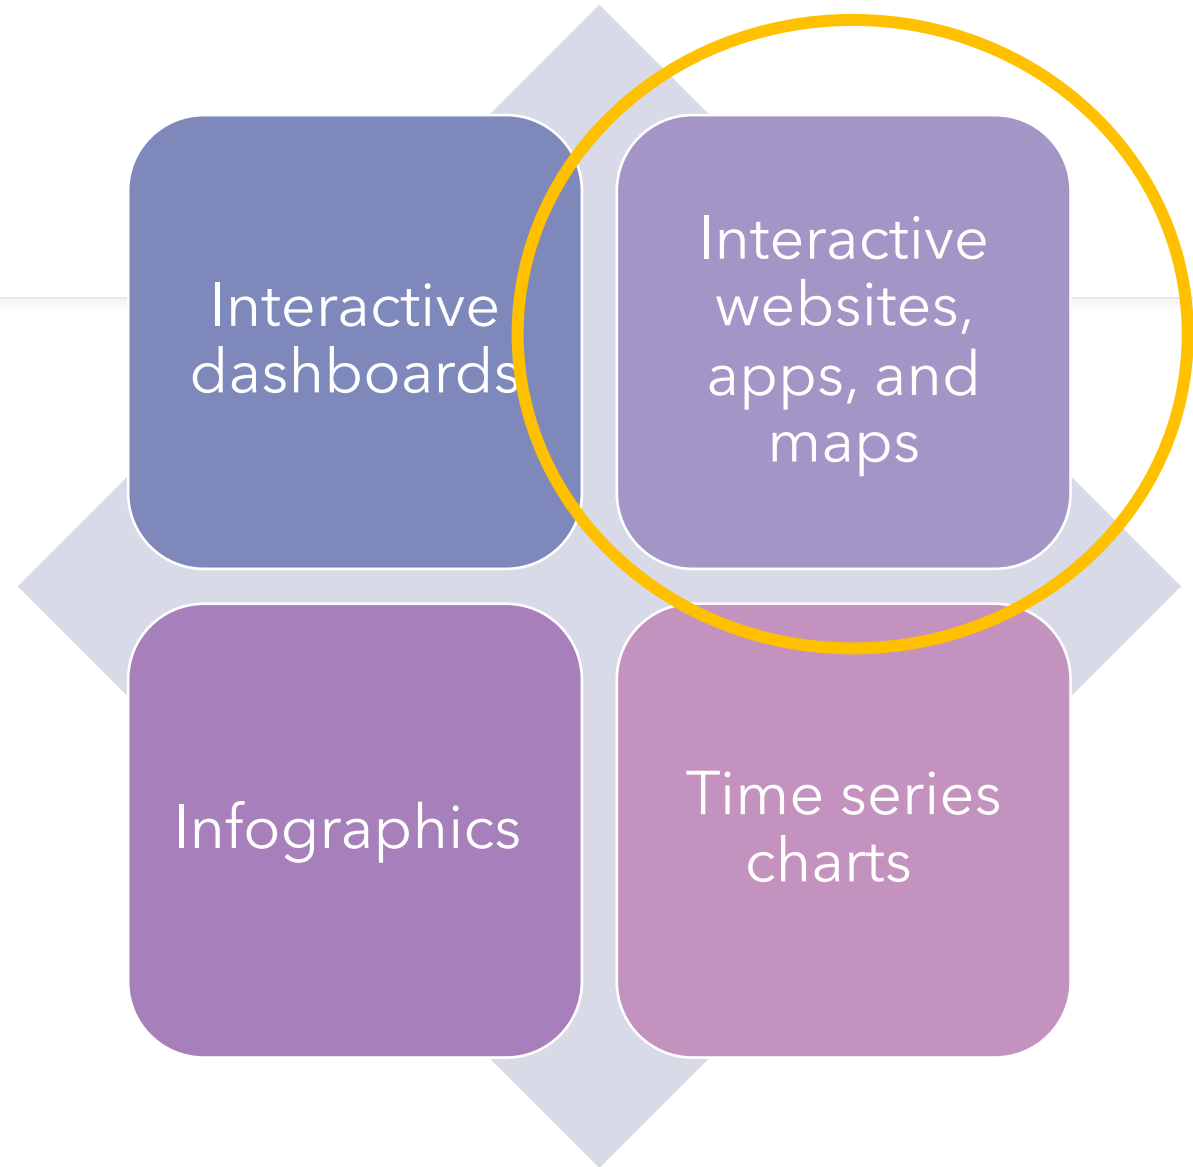 Interactive
dashboards
Interactive
websites,
apps, and
maps
Infographics
Time series
charts